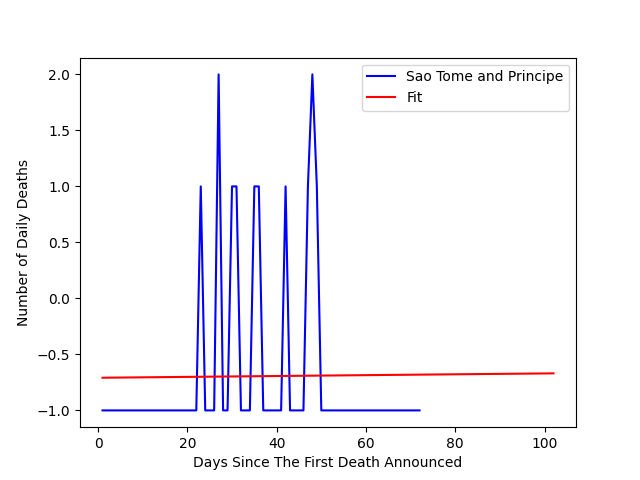 Sao Tome and Principe
Fit
2.0
1.5
1.0
0.5
0.0
−0.5
−1.0
Number of Daily Deaths
0 20 40 60 80 100
Days Since The First Death Announced